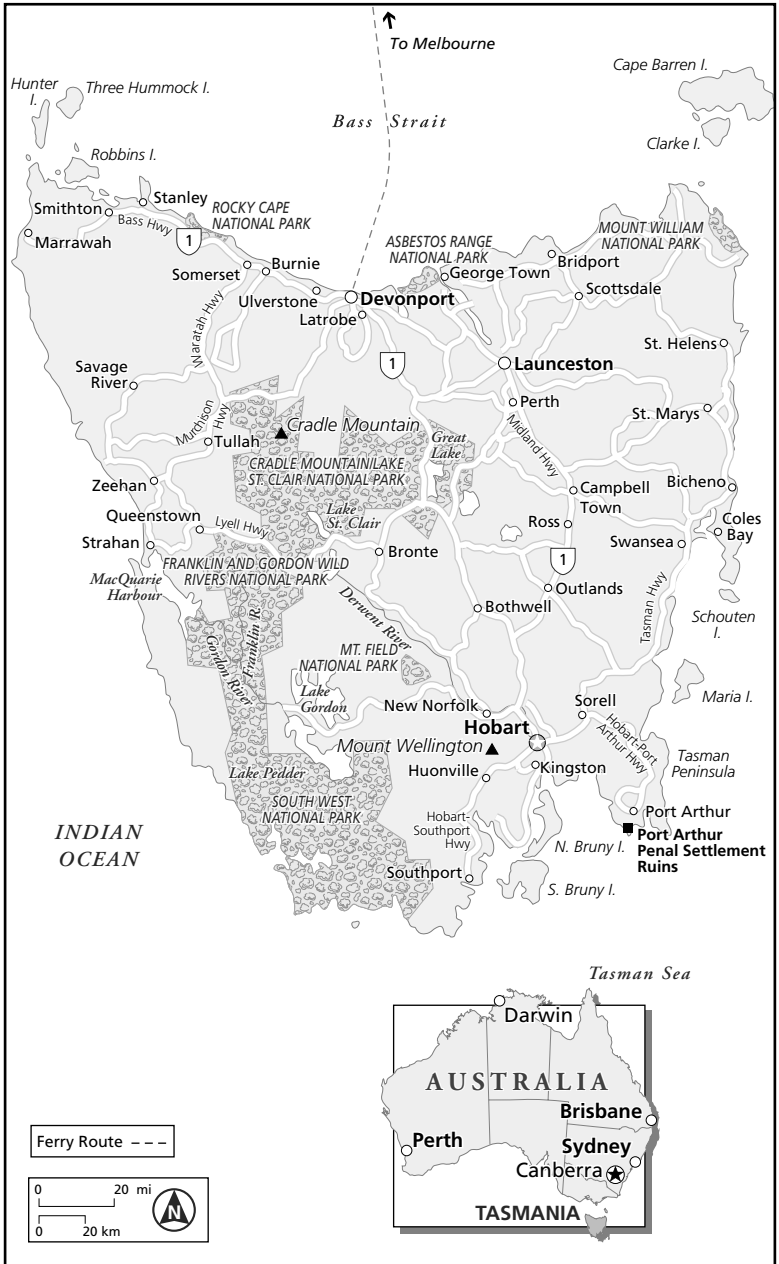 To Melbourne
Cape Barren I.
Hunter
I.
Three Hummock I.
Bass Strait
Clarke I.
Robbins I.
Stanley
Smithton
Bass Hwy
1
ROCKY CAPE
NATIONAL PARK
Marrawah
ASBESTOS RANGE
NATIONAL PARK
MOUNT WILLIAM
NATIONAL PARK
Bridport
Somerset
Burnie
George Town
Scottsdale
Ulverstone
Devonport
Latrobe
Waratah Hwy
St. Helens
Savage
River
1
Launceston
Perth
St. Marys
Murchison
Hwy
Tullah
Cradle Mountain
Great
Lake
Midland Hwy
CRADLE MOUNTAIN/LAKE
ST. CLAIR NATIONAL PARK
Zeehan
Campbell
Town
Bicheno
Queenstown
Lyell Hwy
Lake
St. Clair
Ross
Coles
Bay
Strahan
Bronte
Swansea
FRANKLIN AND GORDON WILD
RIVERS NATIONAL PARK
1
MacQuarie
Harbour
Outlands
Derwent River
Bothwell
Tasman Hwy
Schouten
I.
Franklin R.
Gordon River
MT. FIELD
NATIONAL PARK
Lake
Gordon
Maria I.
New Norfolk
Sorell
Hobart
Mount Wellington
Hobart-Port
Arthur Hwy
Tasman
Peninsula
Lake Pedder
Huonville
Kingston
SOUTH WEST
NATIONAL PARK
Hobart-
Southport
Hwy
Port Arthur
INDIAN
OCEAN
N. Bruny I.
Port Arthur
Penal Settlement
Ruins
Southport
S. Bruny I.
Tasman Sea
Darwin
AUSTRALIA
Brisbane
Perth
Sydney
Canberra
TASMANIA
Ferry Route
0 20 mi
0 20 km
N